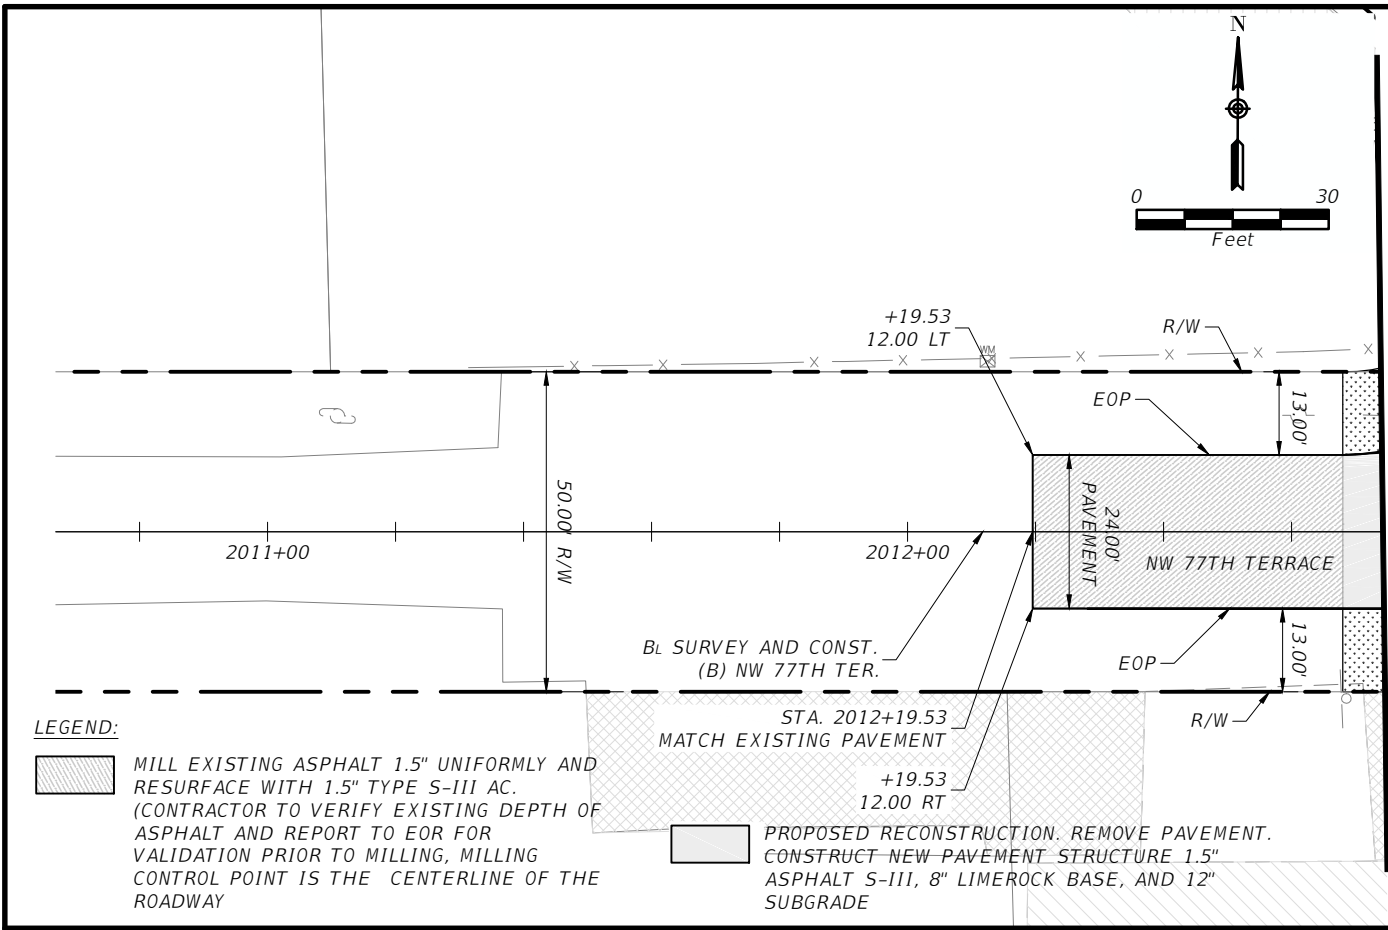 N
0 30
Feet
+19.53
12.00 LT
R/W
WM
EOP
13.00'
50.00' R/W
24.00'
PAVEMENT
2011+00
2012+00
NW 77TH TERRACE
BL SURVEY AND CONST.
(B) NW 77TH TER.
EOP
13.00'
STA. 2012+19.53
MATCH EXISTING PAVEMENT
R/W
+19.53
12.00 RT
LEGEND:
MILL EXISTING ASPHALT 1.5" UNIFORMLY AND
RESURFACE WITH 1.5" TYPE S-III AC.
(CONTRACTOR TO VERIFY EXISTING DEPTH OF
ASPHALT AND REPORT TO EOR FOR
VALIDATION PRIOR TO MILLING, MILLING
CONTROL POINT IS THE CENTERLINE OF THE
ROADWAY
PROPOSED RECONSTRUCTION. REMOVE PAVEMENT.
CONSTRUCT NEW PAVEMENT STRUCTURE 1.5"
ASPHALT S-III, 8" LIMEROCK BASE, AND 12"
SUBGRADE